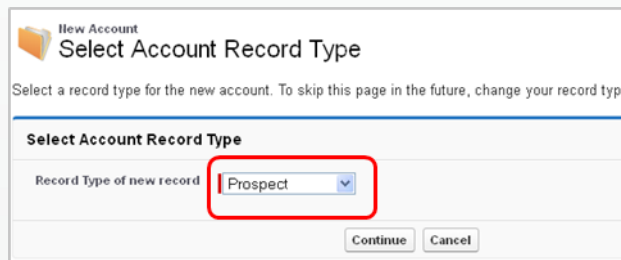 New Account
Select Account Record Type
Select a record type for the new account. To skip this page in the future, change your record typ
Select Account Record Type
Record Type of new record
Prospect
Continue
Cancel